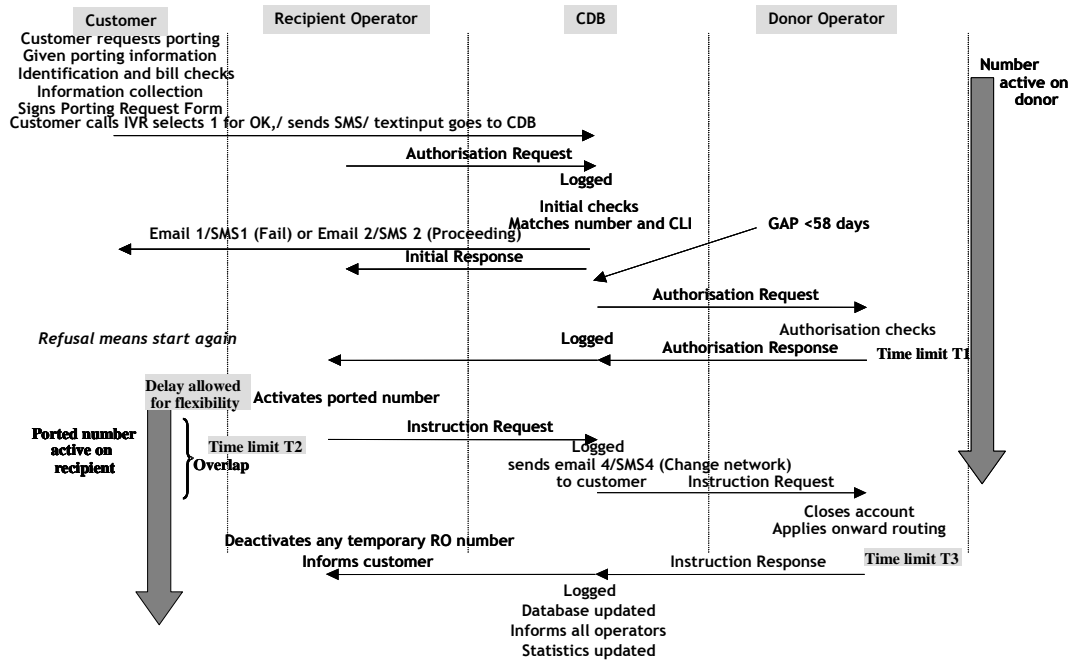 Customer
Recipient Operator
CDB
Donor Operator
Customer requests porting
Given porting information
Identification and bill checks
Information collection
Signs Porting Request Form
Customer calls IVR selects 1 for OK,/ sends SMS/ textinput goes to CDB
Number
active on
donor
Authorisation Request
Logged
Initial checks
Matches number and CLI
GAP <58 days
Email 1/SMS1 (Fail) or Email 2/SMS 2 (Proceeding)
Initial Response
Authorisation Request
Authorisation checks
Refusal means start again
Logged
Authorisation Response
Time limit T1
Delay allowed
for flexibility
Activates ported number
Ported number
active on
recipient
Instruction Request
Time limit T2
Overlap
Logged
sends email 4/SMS4 (Change network)
to customer
Instruction Request
Closes account
Applies onward routing
Deactivates any temporary RO number
Informs customer
Instruction Response
Time limit T3
Logged
Database updated
Informs all operators
Statistics updated